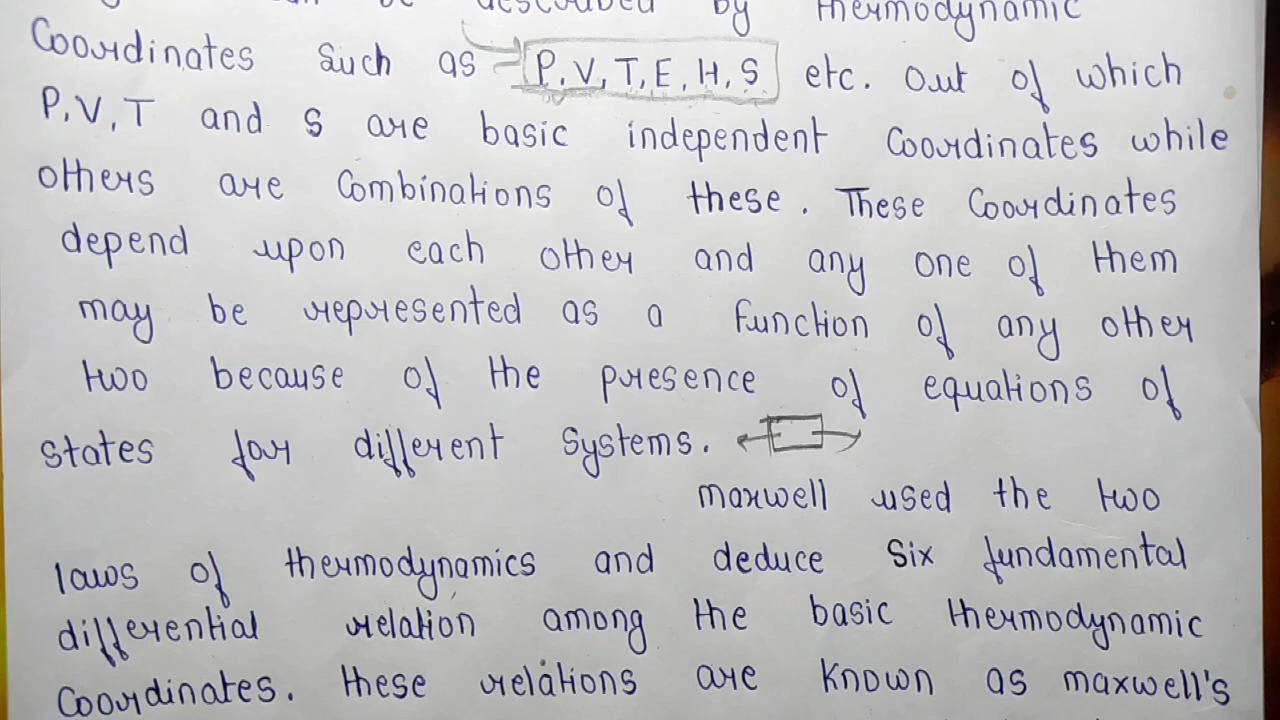 described by thermodynamic
Coordinates such as P, V, T, E, H, S etc. Out of which
P, V, T and S are basic independent Coordinates while
others are Combinations of these. These Coordinates
depend upon each other and any one of them
may be represented as a function of any other
two because of the presence of equations of
states for different systems.
maxwell used the two
laws of thermodynamics and deduce six fundamental
differential relation among the basic thermodynamic
Coordinates. these relations are known as maxwell's